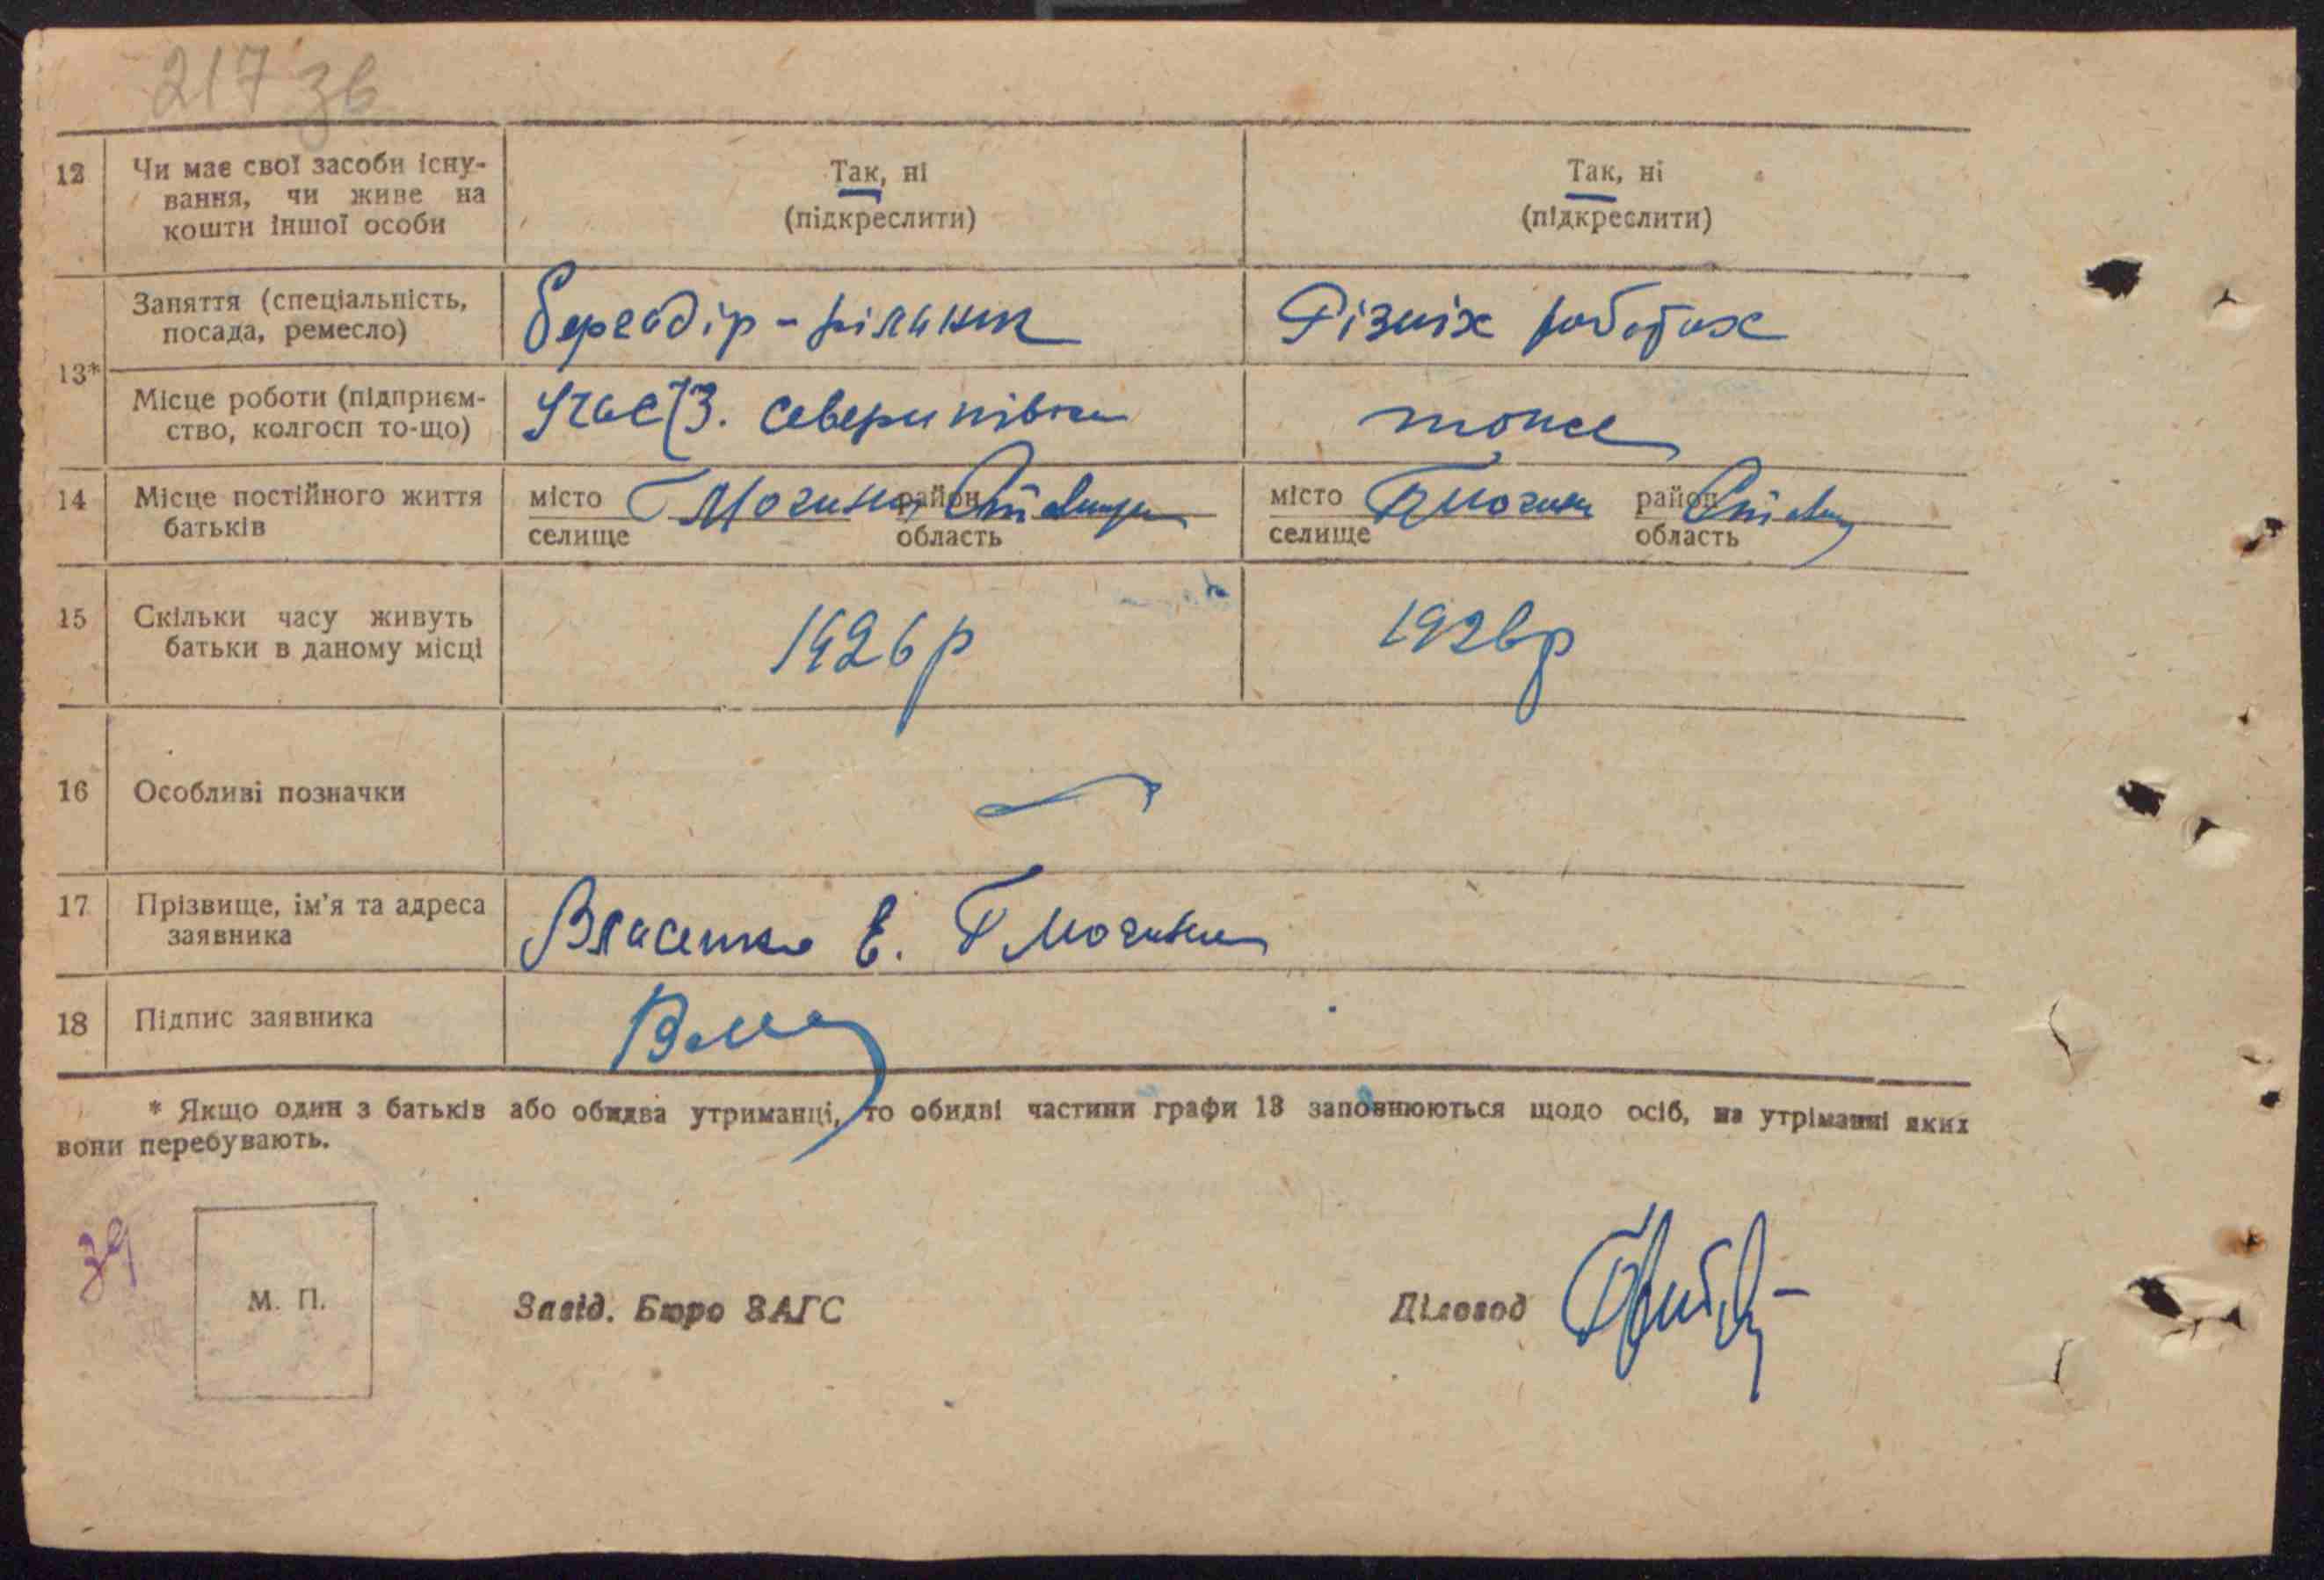 217 зв
12 Чи має свої засоби існу- Так, ні Так, ні
вання, чи живе на (підкреслити) (підкреслити)
кошти іншої особи
13* Заняття (спеціальність, Різних роботах
посада, ремесло)
Місце роботи (підприєм- тоже
ство, колгосп то-що)
14 Місце постійного життя місто район місто район
батьків селище область селище область
15 Скільки часу живуть 1926р 1926р
батьки в даному місці
16 Особливі позначки
17 Прізвище, ім'я та адреса Власенко Е.
заявника
18 Підпис заявника
* Якщо один з батьків або обидва утриманці, то обидві частини графи 13 заповнюються щодо осіб, на утріманні яких
вони перебувають.
39
М. П. Завід. Бюро ЗАГС Діловод